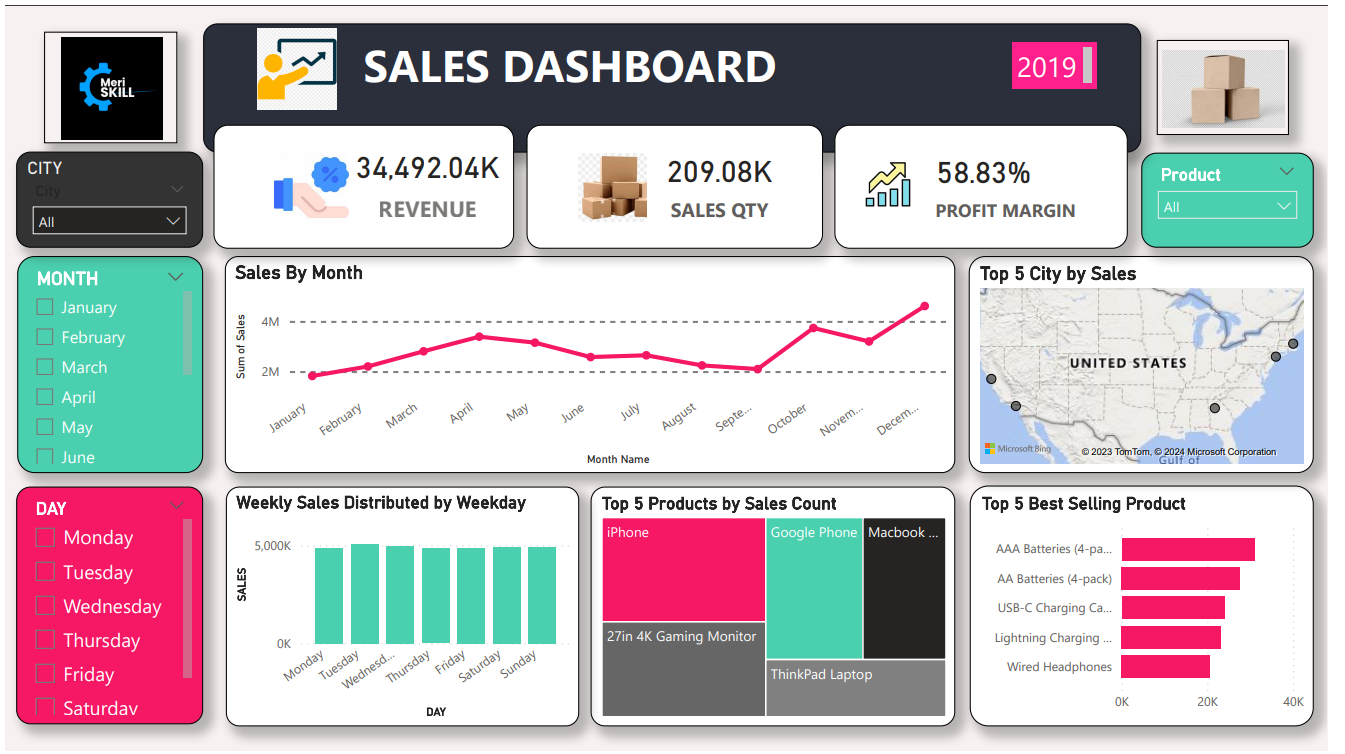 Meri
SKILL
SALES DASHBOARD
2019
34,492.04K
REVENUE
209.08K
SALES QTY
58.83%
PROFIT MARGIN
CITY
City
All
Product
All
MONTH
January
February
March
April
May
June
Sales By Month
Sum of Sales
4M
2M
January
February
March
April
May
June
July
August
Septe...
October
Novem...
Decem...
Month Name
Top 5 City by Sales
UNITED STATES
Microsoft Bing
© 2023 TomTom, © 2024 Microsoft Corporation
Gulf of
DAY
Monday
Tuesday
Wednesday
Thursday
Friday
Saturday
Weekly Sales Distributed by Weekday
SALES
5,000K
0K
Monday
Tuesday
Wednesd...
Thursday
Friday
Saturday
Sunday
DAY
Top 5 Products by Sales Count
iPhone
Google Phone
Macbook ...
27in 4K Gaming Monitor
ThinkPad Laptop
Top 5 Best Selling Product
AAA Batteries (4-pa...
AA Batteries (4-pack)
USB-C Charging Ca...
Lightning Charging ...
Wired Headphones
0K
20K
40K